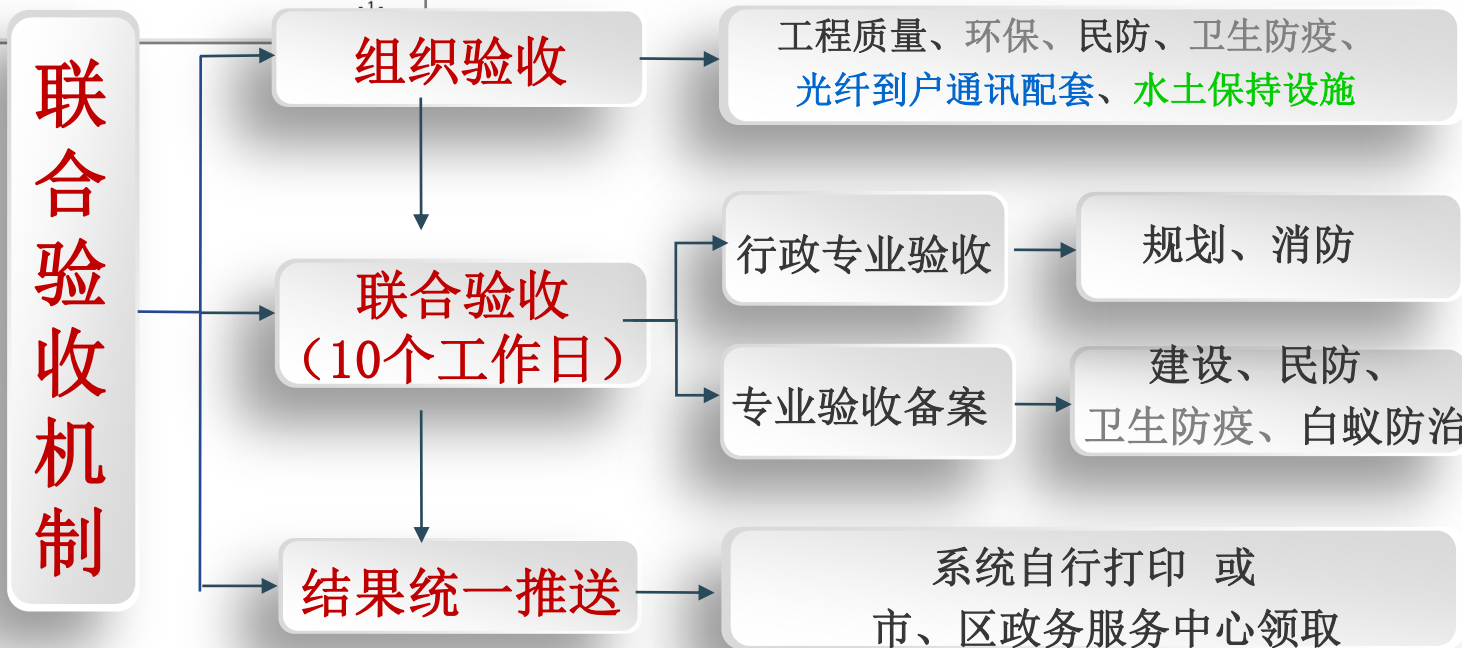 -1-
联合验收机制
组织验收
工程质量、环保、民防、卫生防疫、
光纤到户通讯配套、水土保持设施
联合验收
（10个工作日）
行政专业验收
规划、消防
专业验收备案
建设、民防、
卫生防疫、白蚁防治
结果统一推送
系统自行打印 或
市、区政务服务中心领取